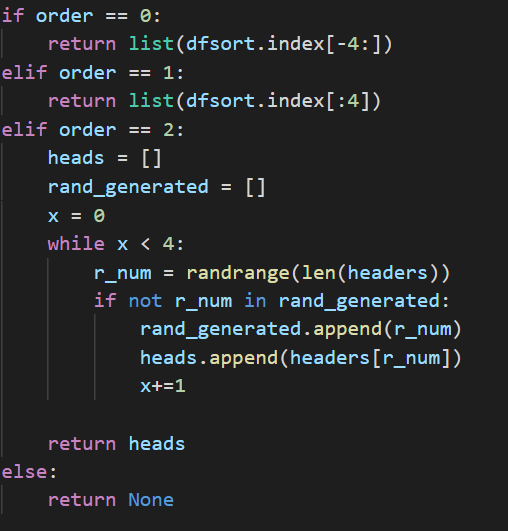 if order == 0:
    return list(dfsort.index[-4:])
elif order == 1:
    return list(dfsort.index[:4])
elif order == 2:
    heads = []
    rand_generated = []
    x = 0
    while x < 4:
        r_num = randrange(len(headers))
        if not r_num in rand_generated:
            rand_generated.append(r_num)
            heads.append(headers[r_num])
            x+=1
    return heads
else:
    return None